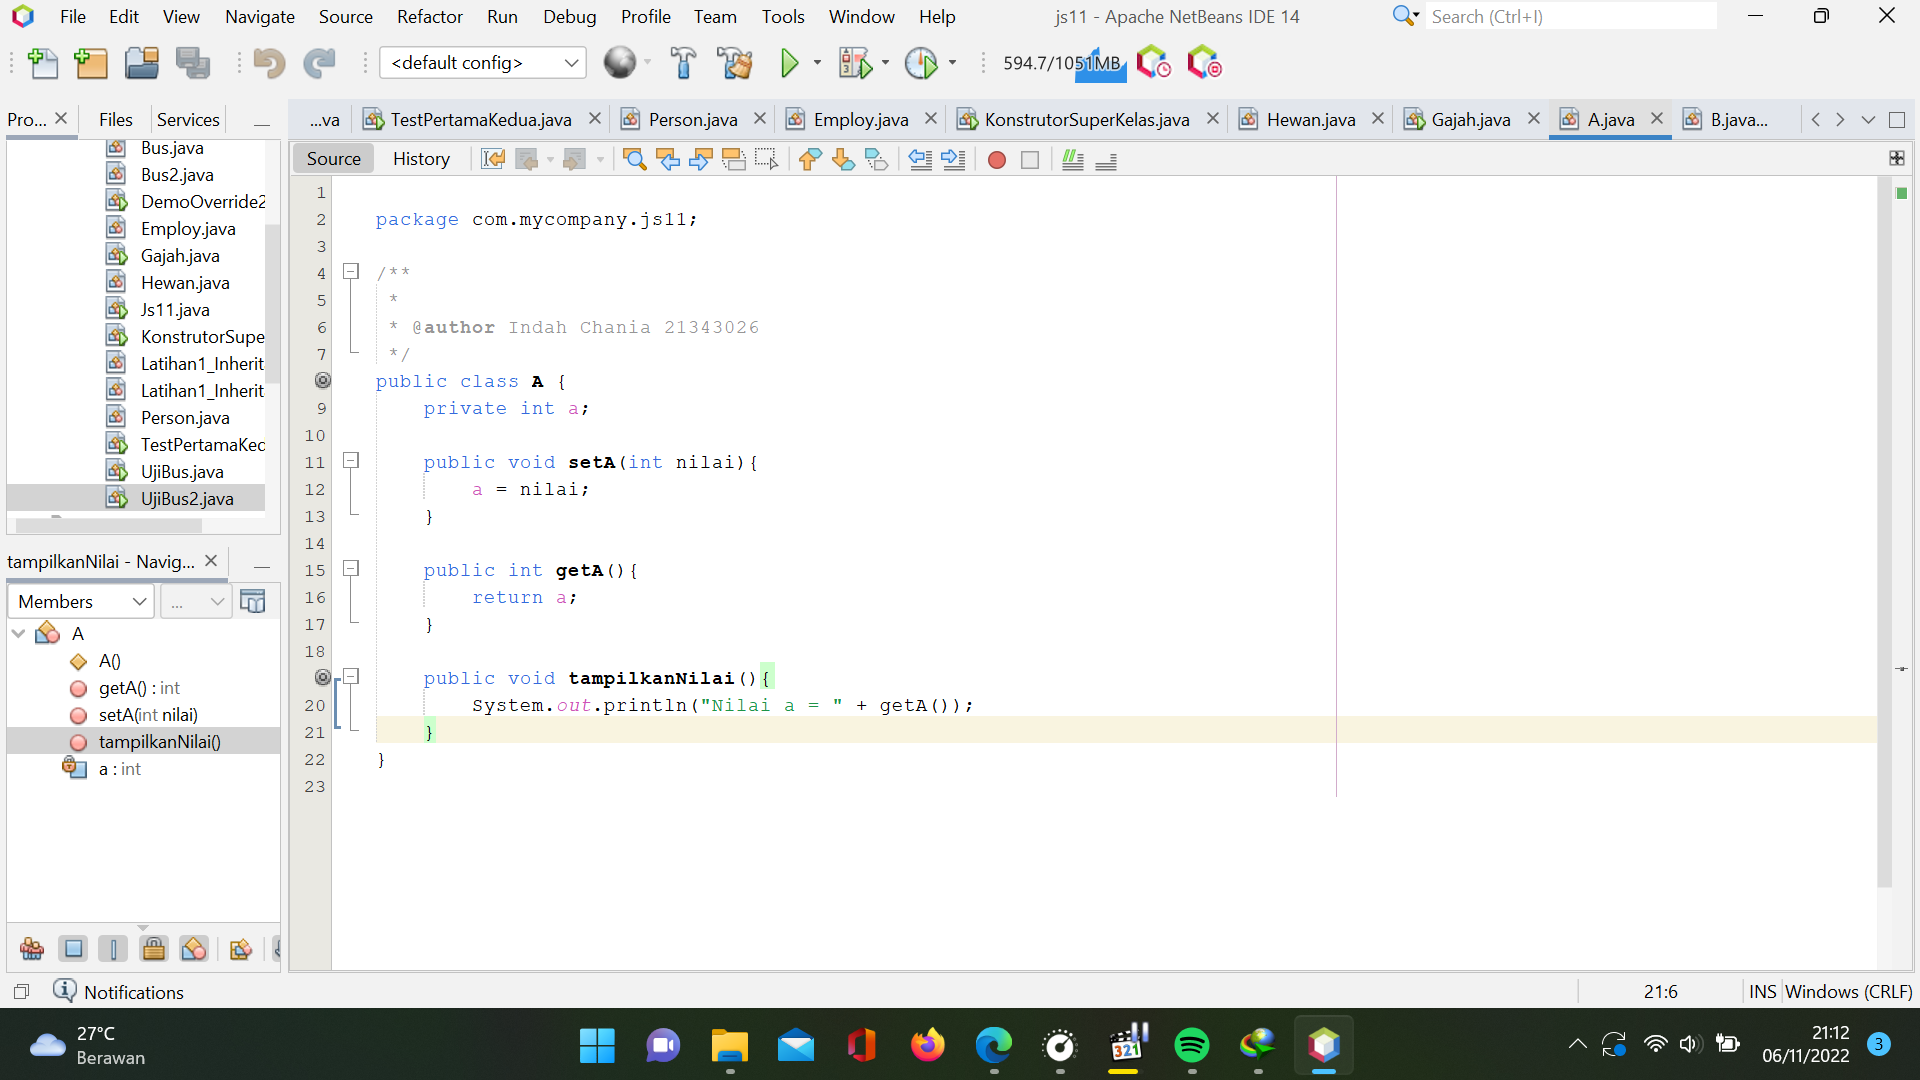 File Edit View Navigate Source Refactor Run Debug Profile Team Tools Window Help js11 - Apache NetBeans IDE 14 Search (Ctrl+I)
<default config> 594.7/1051MB
Pro... Files Services ...va TestPertamaKedua.java Person.java Employ.java KonstrutorSuperKelas.java Hewan.java Gajah.java A.java B.java...
Source History
Bus.java
Bus2.java
DemoOverride2
Employ.java
Gajah.java
Hewan.java
Js11.java
KonstrutorSupe
Latihan1_Inherit
Latihan1_Inherit
Person.java
TestPertamaKed
UjiBus.java
UjiBus2.java
tampilkanNilai - Navig...
Members ...
A
A()
getA() : int
setA(int nilai)
tampilkanNilai()
a : int
1
2 package com.mycompany.js11;
3
4 /**
5 *
6 * @author Indah Chania 21343026
7 */
public class A {
9 private int a;
10
11 public void setA(int nilai){
12 a = nilai;
13 }
14
15 public int getA(){
16 return a;
17 }
18
public void tampilkanNilai(){
20 System.out.println("Nilai a = " + getA());
21 }
22 }
23
Notifications 21:6 INS Windows (CRLF)
27°C
Berawan
321
21:12
06/11/2022
3